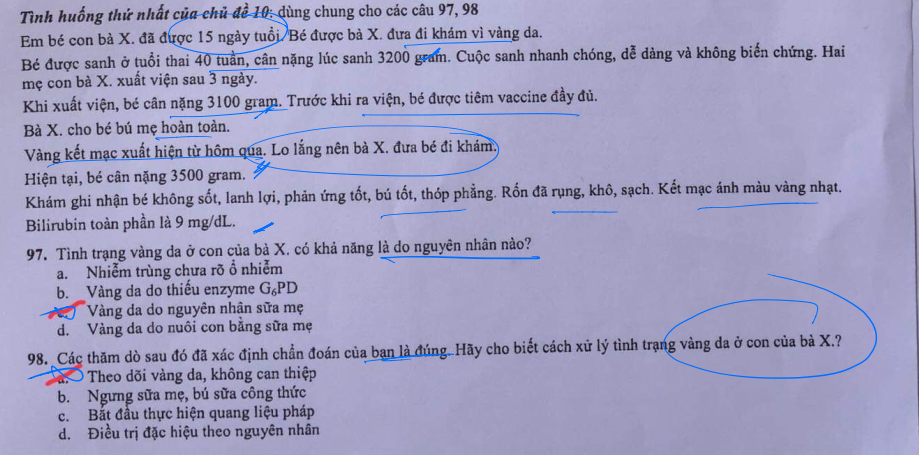 Tình huống thứ nhất của chủ đề 10: dùng chung cho các câu 97, 98
Em bé con bà X. đã được 15 ngày tuổi. Bé được bà X. đưa đi khám vì vàng da.
Bé được sanh ở tuổi thai 40 tuần, cân nặng lúc sanh 3200 gram. Cuộc sanh nhanh chóng, dễ dàng và không biến chứng. Hai
mẹ con bà X. xuất viện sau 3 ngày.
Khi xuất viện, bé cân nặng 3100 gram. Trước khi ra viện, bé được tiêm vaccine đầy đủ.
Bà X. cho bé bú mẹ hoàn toàn.
Vàng kết mạc xuất hiện từ hôm qua. Lo lắng nên bà X. đưa bé đi khám.
Hiện tại, bé cân nặng 3500 gram.
Khám ghi nhận bé không sốt, lanh lợi, phản ứng tốt, bú tốt, thóp phẳng. Rốn đã rụng, khô, sạch. Kết mạc ánh màu vàng nhạt.
Bilirubin toàn phần là 9 mg/dL.
97. Tình trạng vàng da ở con của bà X. có khả năng là do nguyên nhân nào?
a. Nhiễm trùng chưa rõ ổ nhiễm
b. Vàng da do thiếu enzyme G₆PD
c. Vàng da do nguyên nhân sữa mẹ
d. Vàng da do nuôi con bằng sữa mẹ
98. Các thăm dò sau đó đã xác định chẩn đoán của bạn là đúng. Hãy cho biết cách xử lý tình trạng vàng da ở con của bà X.?
a. Theo dõi vàng da, không can thiệp
b. Ngưng sữa mẹ, bú sữa công thức
c. Bắt đầu thực hiện quang liệu pháp
d. Điều trị đặc hiệu theo nguyên nhân